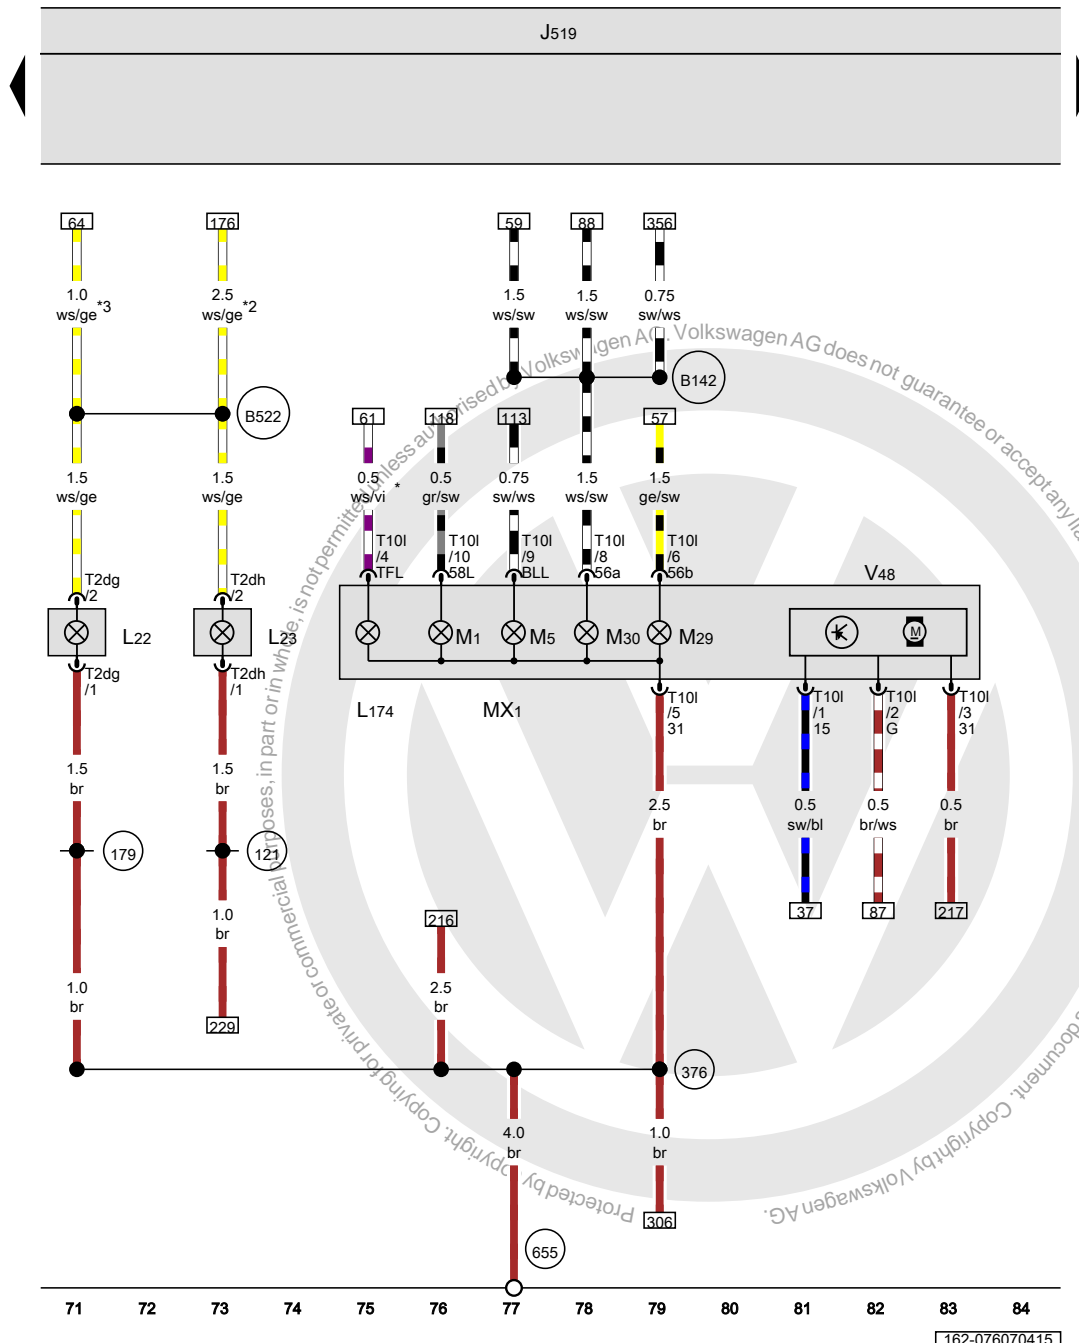 J519
64 176 59 88 356
1.0 2.5 1.5 1.5 0.75
ws/ge *3 ws/ge *2 ws/sw ws/sw sw/ws
B142
B522
61 118 113 57
1.5 1.5 0.5 0.5 0.75 1.5 1.5
ws/ge ws/ge ws/vi * gr/sw sw/ws ws/sw ge/sw
T10l T10l T10l T10l T10l
/4 /10 /9 /8 /6
TFL 58L BLL 56a 56b
T2dg T2dh V48
/2 /2
L22 L23 M1 M5 M30 M29 M
T2dg T2dh
/1 /1
L174 MX1
T10l T10l T10l T10l
/5 /1 /2 /3
31 15 G 31
1.5 1.5 2.5 0.5 0.5 0.5
br br br sw/bl br/ws br
179 121
37 87 217
1.0 216
br
1.0 2.5
br br
229
376
4.0 1.0
br br
306
655
71 72 73 74 75 76 77 78 79 80 81 82 83 84
162-076070415
Protected by Copyright. Copying for private or commercial purposes, in part or in whole, is not permitted unless authorised by Volkswagen AG. Volkswagen AG does not guarantee or accept any
document. Copyright by Volkswagen AG.